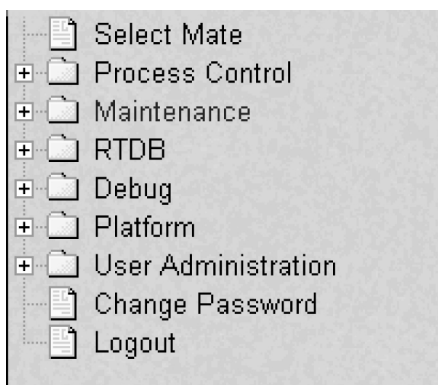 Select Mate
Process Control
Maintenance
RTDB
Debug
Platform
User Administration
Change Password
Logout